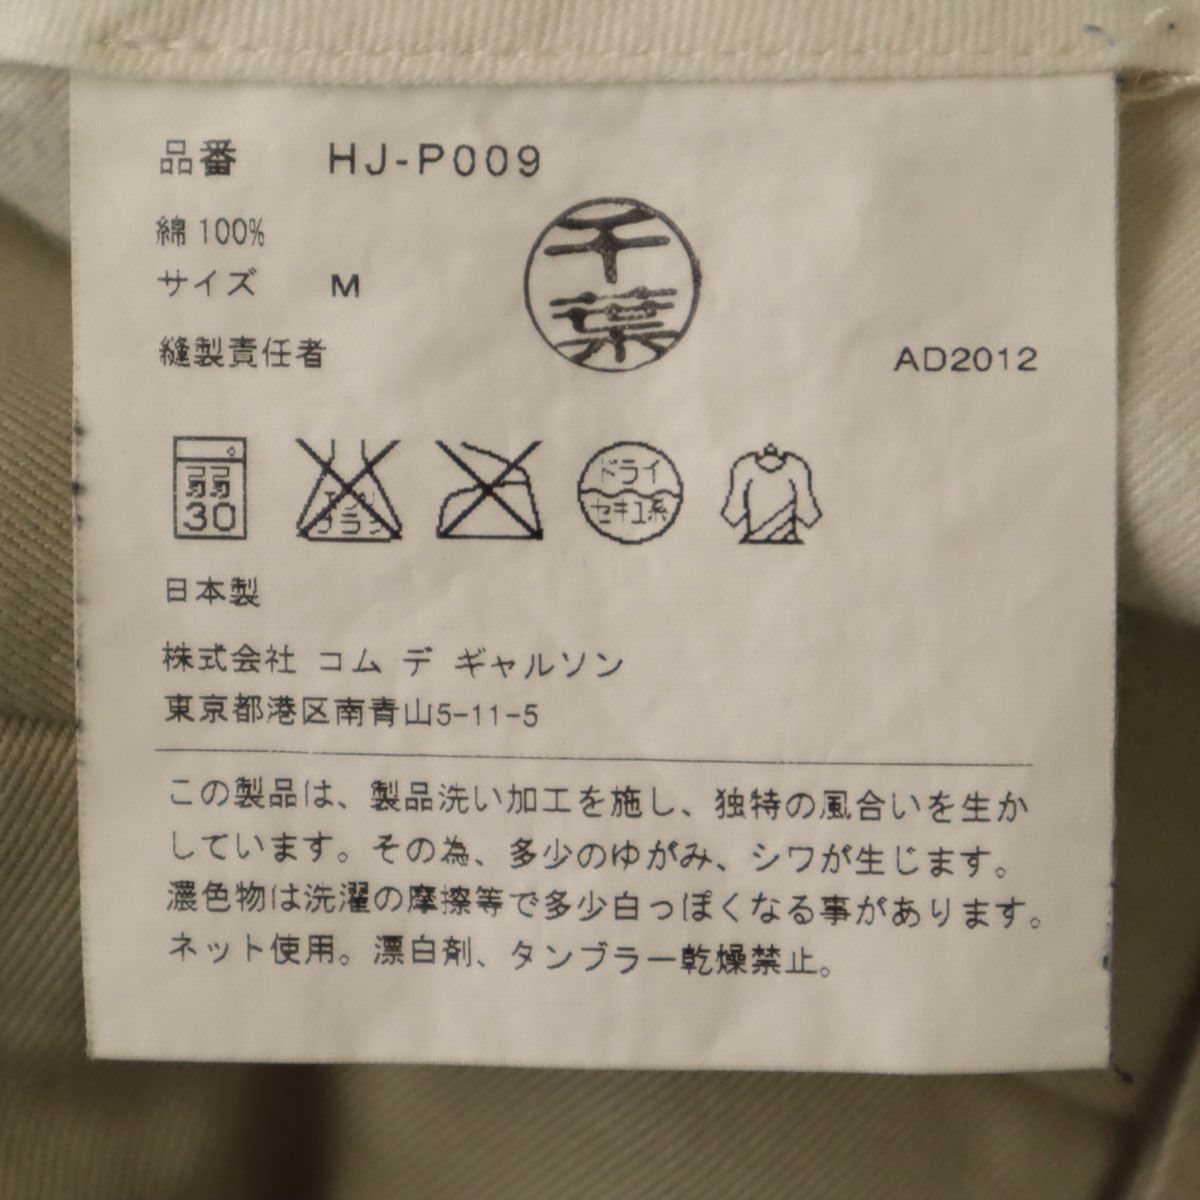 品番 HJ-P009
綿 100%
サイズ M
千葉
縫製責任者
AD2012
弱
30
エンソ
ドライ
セキユ系
日本製
株式会社 コム デ ギャルソン
東京都港区南青山5-11-5
この製品は、製品洗い加工を施し、独特の風合いを生か
しています。その為、多少のゆがみ、シワが生じます。
濃色物は洗濯の摩擦等で多少白っぽくなる事があります。
ネット使用。漂白剤、タンブラー乾燥禁止。